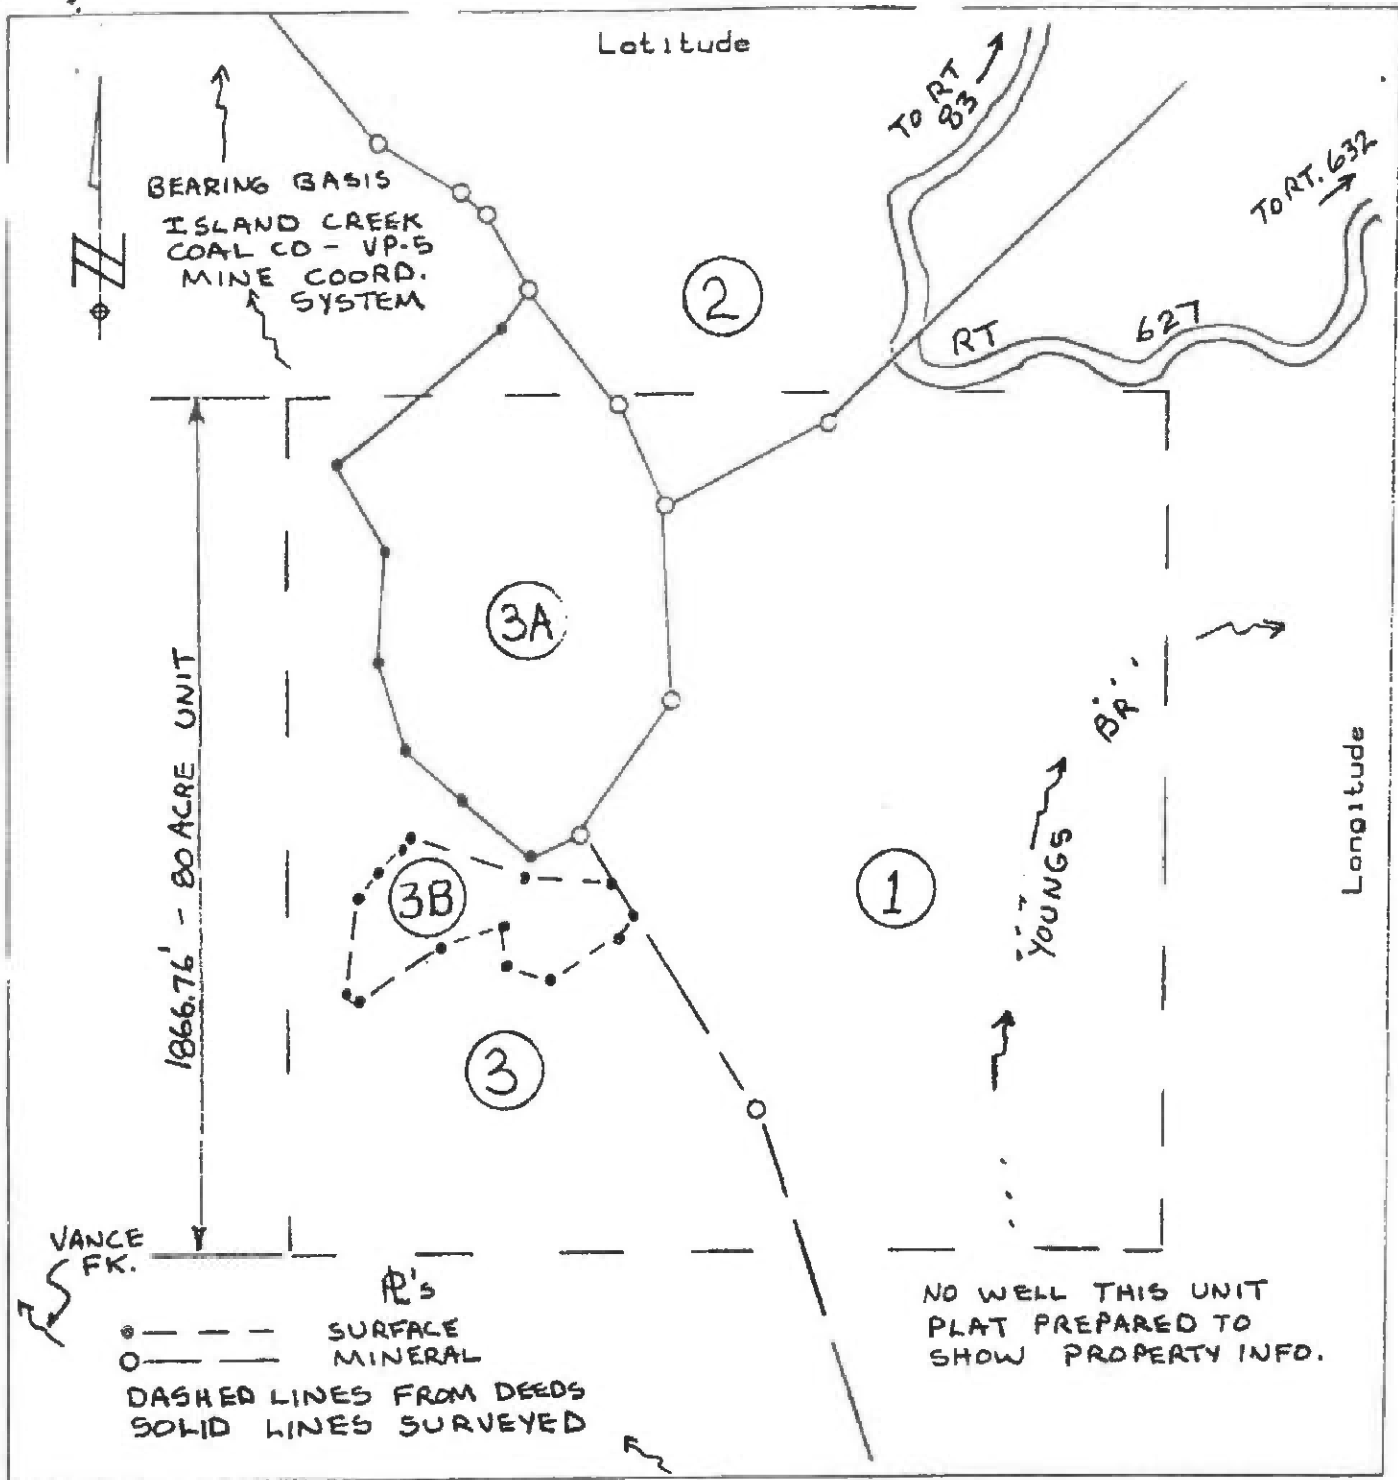 Latitude
TO RT
83
TO RT. 632
BEARING BASIS
ISLAND CREEK
COAL CO - VP-5
MINE COORD.
SYSTEM
N
2
RT 627
3A
1866.76' - 80 ACRE UNIT
BR
YOUNGS
Longitude
3B
1
3
VANCE
FK.
PL's
SURFACE
MINERAL
DASHED LINES FROM DEEDS
SOLID LINES SURVEYED
NO WELL THIS UNIT
PLAT PREPARED TO
SHOW PROPERTY INFO.